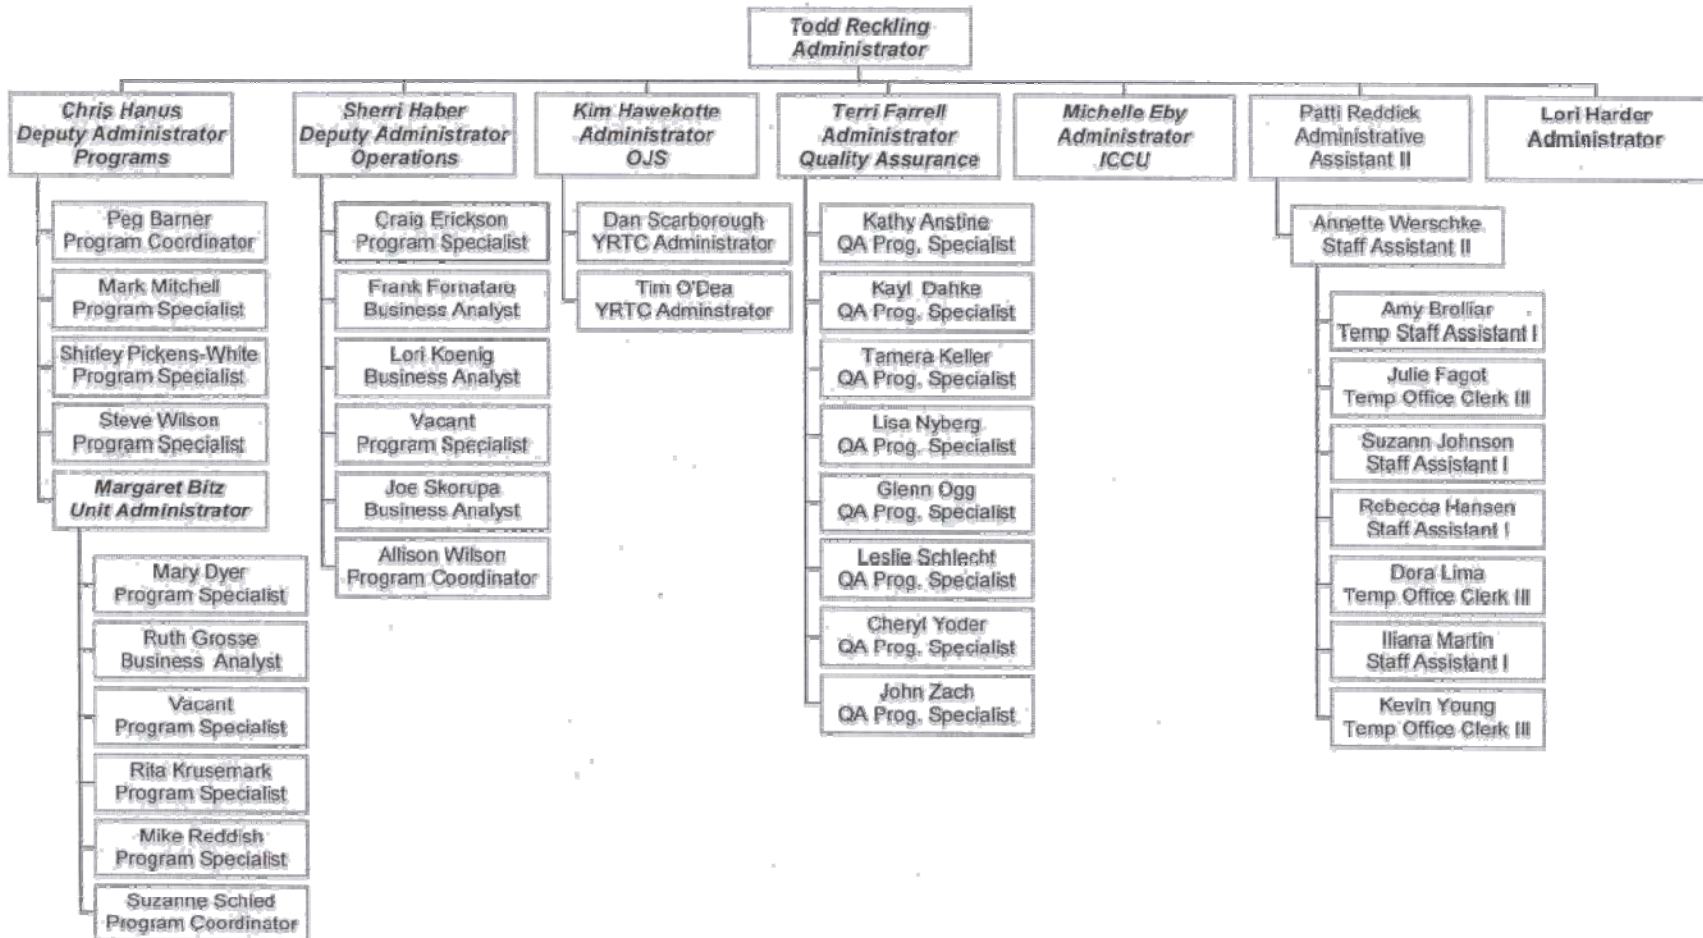 Todd Reckling
Administrator
Chris Hanus
Deputy Administrator
Programs
Sherri Haber
Deputy Administrator
Operations
Kim Hawekotte
Administrator
OJS
Terri Farrell
Administrator
Quality Assurance
Michelle Eby
Administrator
ICCU
Patti Reddick
Administrative
Assistant II
Lori Harder
Administrator
Peg Barner
Program Coordinator
Mark Mitchell
Program Specialist
Shirley Pickens-White
Program Specialist
Steve Wilson
Program Specialist
Margaret Bitz
Unit Administrator
Mary Dyer
Program Specialist
Ruth Grosse
Business Analyst
Vacant
Program Specialist
Rita Krusemark
Program Specialist
Mike Reddish
Program Specialist
Suzanne Schied
Program Coordinator
Craig Erickson
Program Specialist
Frank Fornataro
Business Analyst
Lori Koenig
Business Analyst
Vacant
Program Specialist
Joe Skorupa
Business Analyst
Allison Wilson
Program Coordinator
Dan Scarborough
YRTC Administrator
Tim O'Dea
YRTC Adminstrator
Kathy Anstine
QA Prog. Specialist
Kayl Dahke
QA Prog. Specialist
Tamera Keller
QA Prog. Specialist
Lisa Nyberg
QA Prog. Specialist
Glenn Ogg
QA Prog. Specialist
Leslie Schlecht
QA Prog. Specialist
Cheryl Yoder
QA Prog. Specialist
John Zach
QA Prog. Specialist
Annette Werschke
Staff Assistant II
Amy Brolliar
Temp Staff Assistant I
Julie Fagot
Temp Office Clerk III
Suzann Johnson
Staff Assistant I
Rebecca Hansen
Staff Assistant I
Dora Lima
Temp Office Clerk III
Iliana Martin
Staff Assistant I
Kevin Young
Temp Office Clerk III